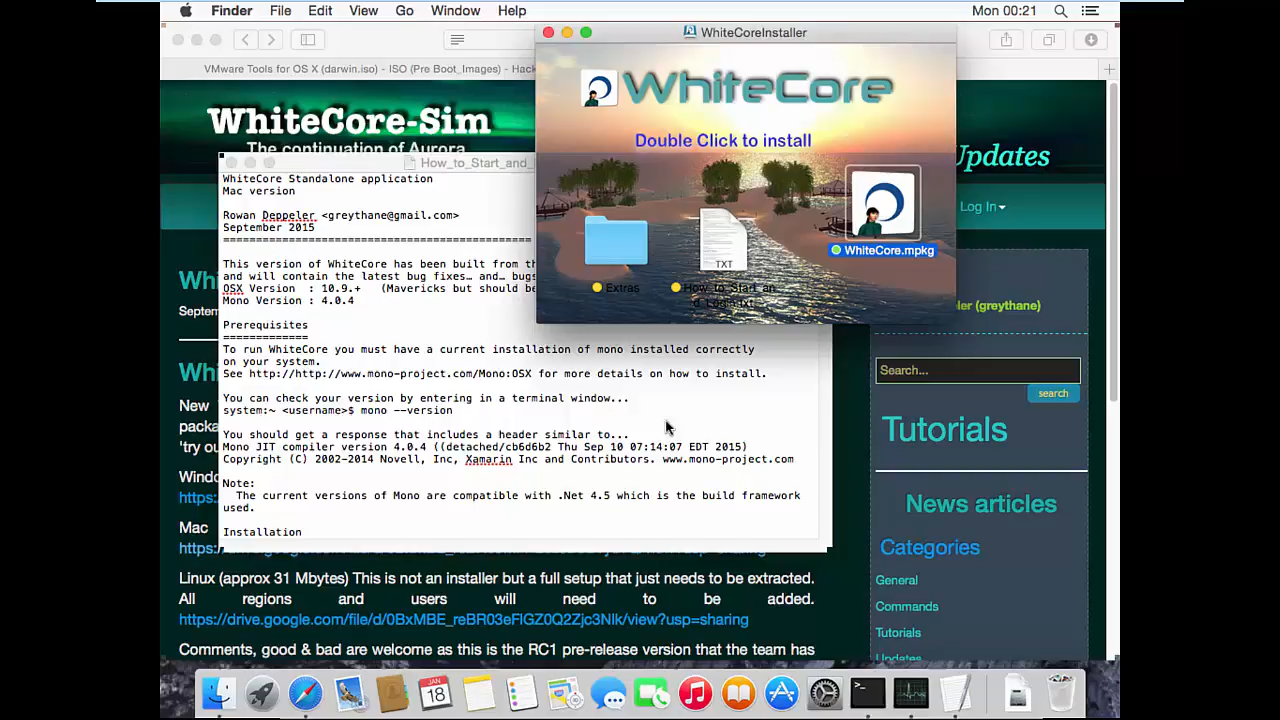 Finder File Edit View Go Window Help Mon 00:21
WhiteCoreInstaller
VMware Tools for OS X (darwin.iso) - ISO (Pre Boot_Images) - Hac
WhiteCore
Double Click to install
WhiteCore.mpkg
TXT
Extras
How_to_Start_an
d_Login.txt
WhiteCore-Sim
The continuation of Aurora
Updates
Log In
How_to_Start_and_
WhiteCore Standalone application
Mac version
Rowan Deppeler <greythane@gmail.com>
September 2015
=========================================
This version of WhiteCore has been built from th
and will contain the latest bug fixes… and… bugs
OSX Version : 10.9.+ (Mavericks but should be
Mono Version : 4.0.4
Prerequisites
=============
To run WhiteCore you must have a current installation of mono installed correctly
on your system.
See http://http://www.mono-project.com/Mono:OSX for more details on how to install.
You can check your version by entering in a terminal window...
system:~ <username>$ mono --version
You should get a response that includes a header similar to...
Mono JIT compiler version 4.0.4 ((detached/cb6d6b2 Thu Sep 10 07:14:07 EDT 2015)
Copyright (C) 2002-2014 Novell, Inc, Xamarin Inc and Contributors. www.mono-project.com
Note:
The current versions of Mono are compatible with .Net 4.5 which is the build framework
used.
Installation
Whi
Septem
Whi
New
packa
'try ou
Windo
https:/
Mac
https:/
Linux (approx 31 Mbytes) This is not an installer but a full setup that just needs to be extracted.
All regions and users will need to be added.
Comments, good & bad are welcome as this is the RC1 pre-release version that the team has
ler (greythane)
Search...
search
Tutorials
News articles
Categories
General
Commands
Tutorials
Updates
JAN
18